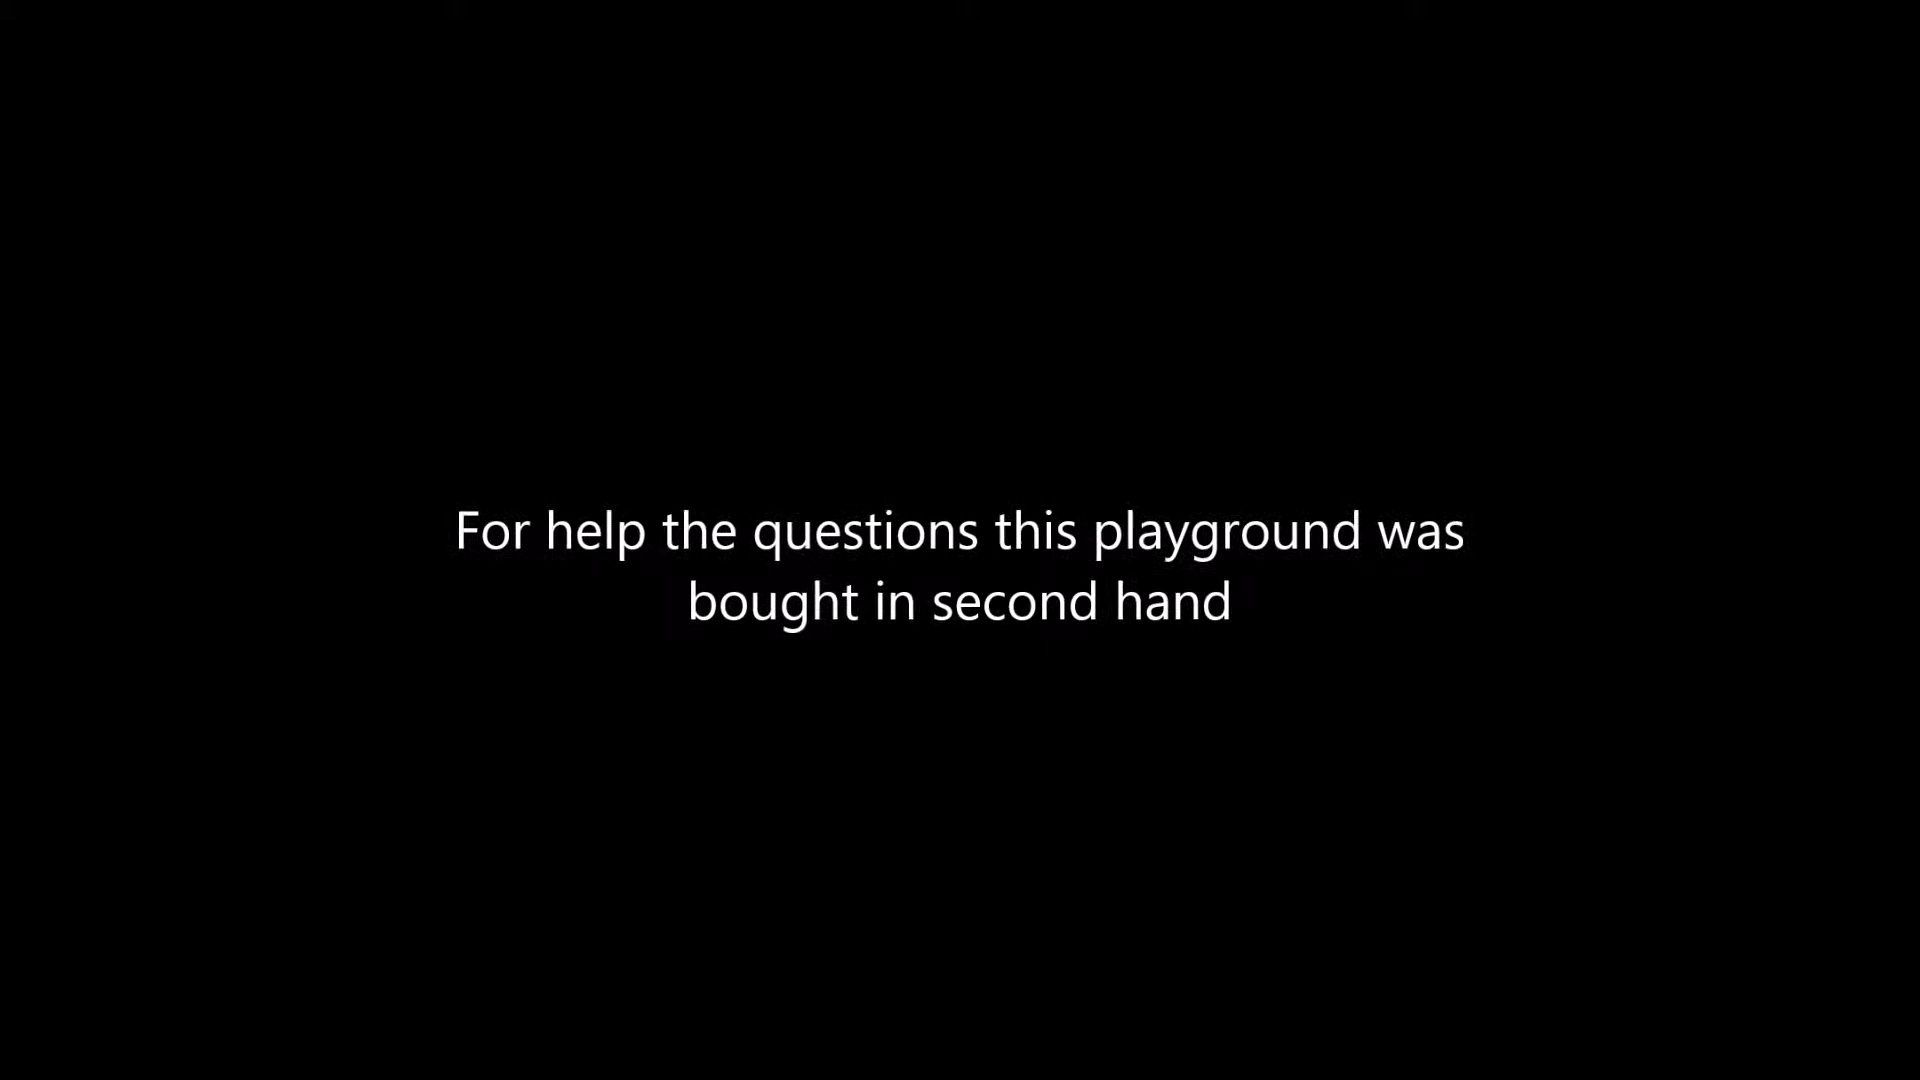 For help the questions this playground was
bought in second hand